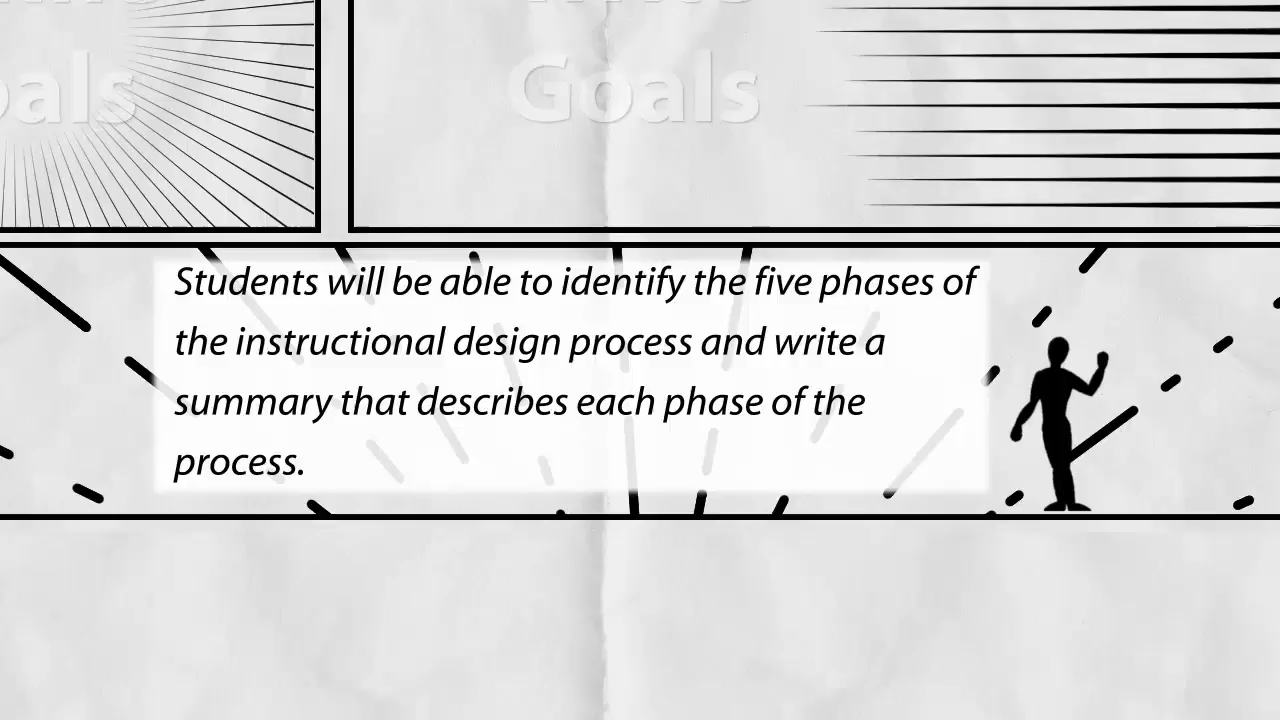 Goals
Students will be able to identify the five phases of
the instructional design process and write a
summary that describes each phase of the
process.